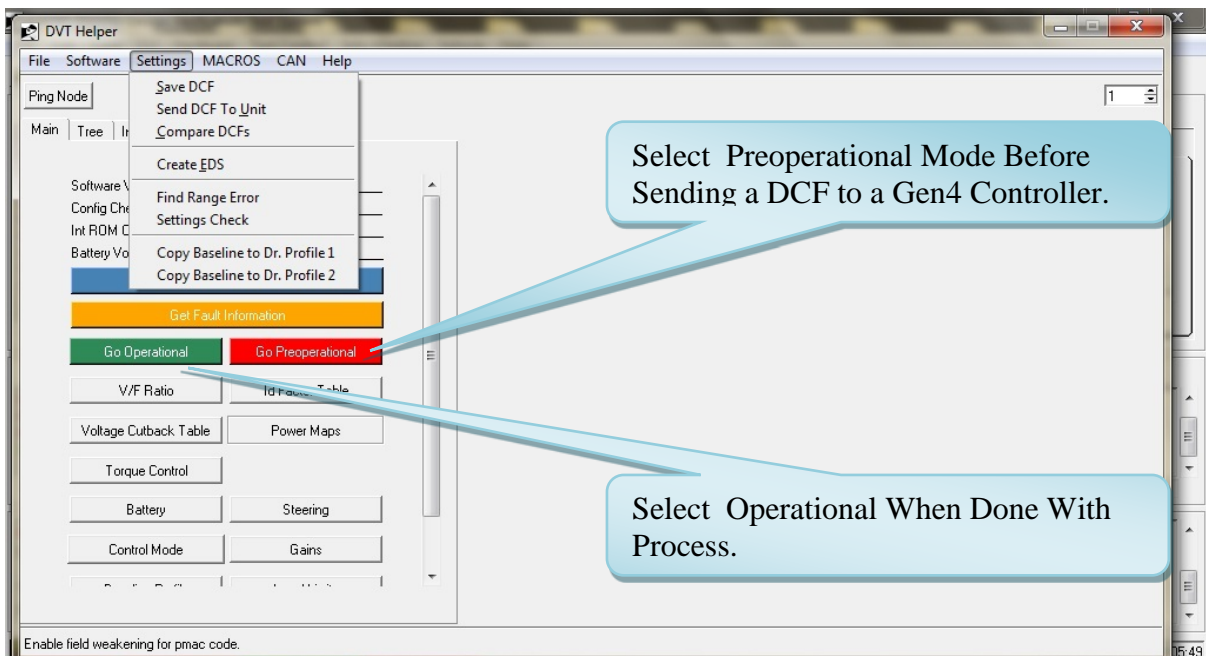 DVT Helper
File Software Settings MACROS CAN Help
Ping Node
1
Save DCF
Send DCF To Unit
Compare DCFs
Create EDS
Find Range Error
Settings Check
Copy Baseline to Dr. Profile 1
Copy Baseline to Dr. Profile 2
Main Tree
Software
Config
Int ROM
Battery
Get Fault Information
Go Operational Go Preoperational
V/F Ratio
Voltage Cutback Table Power Maps
Torque Control
Battery Steering
Control Mode Gains
Select Preoperational Mode Before
Sending a DCF to a Gen4 Controller.
Select Operational When Done With
Process.
Enable field weakening for pmac code.
05:49